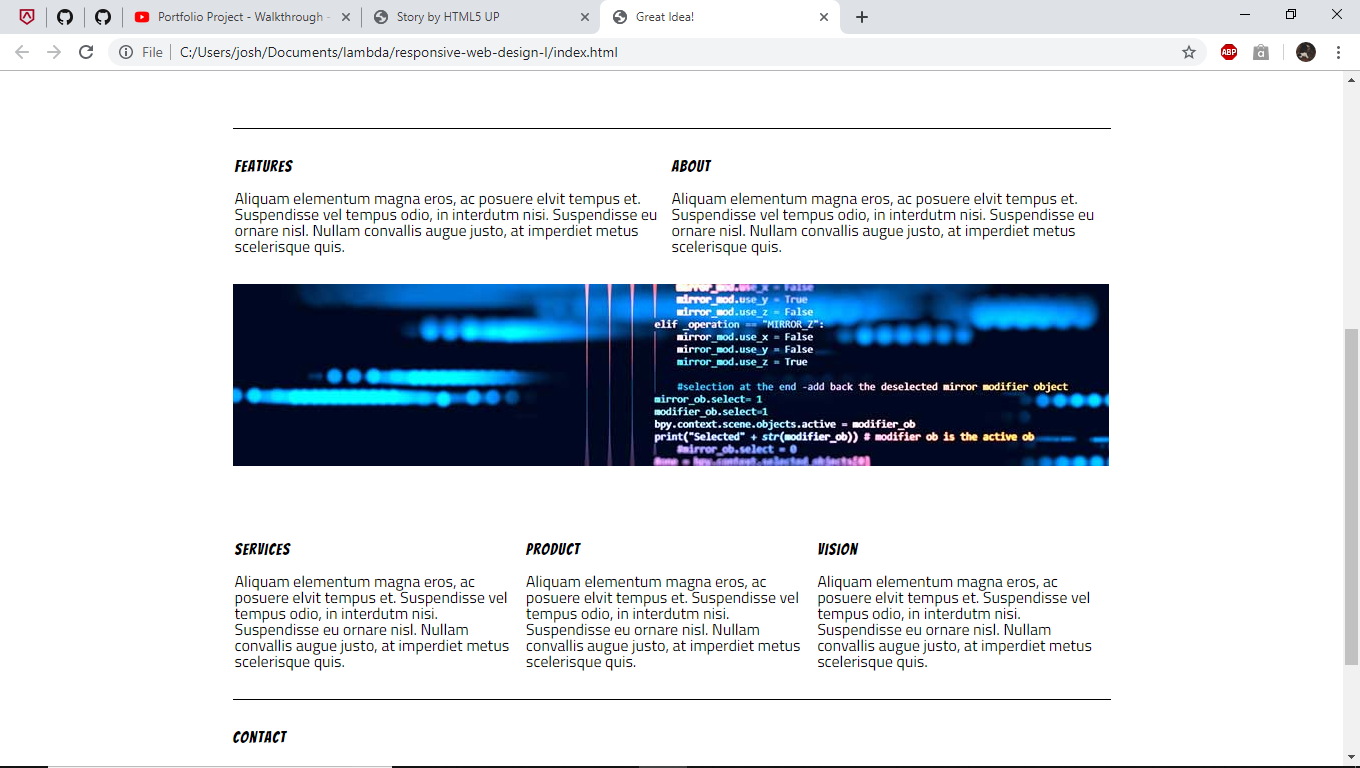 Portfolio Project - Walkthrough -
Story by HTML5 UP
Great Idea!
File
C:/Users/josh/Documents/lambda/responsive-web-design-I/index.html
ABP
a
FEATURES
Aliquam elementum magna eros, ac posuere elvit tempus et.
Suspendisse vel tempus odio, in interdutm nisi. Suspendisse eu
ornare nisl. Nullam convallis augue justo, at imperdiet metus
scelerisque quis.
ABOUT
Aliquam elementum magna eros, ac posuere elvit tempus et.
Suspendisse vel tempus odio, in interdutm nisi. Suspendisse eu
ornare nisl. Nullam convallis augue justo, at imperdiet metus
scelerisque quis.
mirror_mod.use_x = False
mirror_mod.use_y = True
mirror_mod.use_z = False
elif _operation == "MIRROR_Z":
mirror_mod.use_x = False
mirror_mod.use_y = False
mirror_mod.use_z = True
#selection at the end -add back the deselected mirror modifier object
mirror_ob.select= 1
modifier_ob.select=1
bpy.context.scene.objects.active = modifier_ob
print("Selected" + str(modifier_ob)) # modifier ob is the active ob
#mirror_ob.select = 0
#one = bpy.context.selected_objects[0]
SERVICES
Aliquam elementum magna eros, ac
posuere elvit tempus et. Suspendisse vel
tempus odio, in interdutm nisi.
Suspendisse eu ornare nisl. Nullam
convallis augue justo, at imperdiet metus
scelerisque quis.
PRODUCT
Aliquam elementum magna eros, ac
posuere elvit tempus et. Suspendisse vel
tempus odio, in interdutm nisi.
Suspendisse eu ornare nisl. Nullam
convallis augue justo, at imperdiet metus
scelerisque quis.
VISION
Aliquam elementum magna eros, ac
posuere elvit tempus et. Suspendisse vel
tempus odio, in interdutm nisi.
Suspendisse eu ornare nisl. Nullam
convallis augue justo, at imperdiet metus
scelerisque quis.
CONTACT